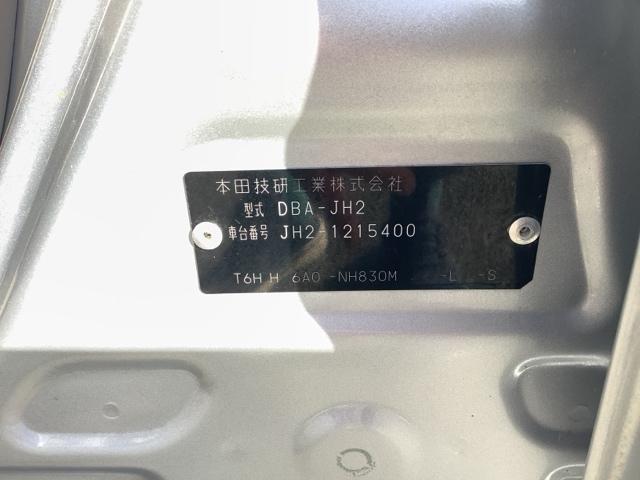 本田技研工業株式会社
型式 DBA-JH2
車台番号 JH2-1215400
T6H H 6A0 -NH830M -L -S